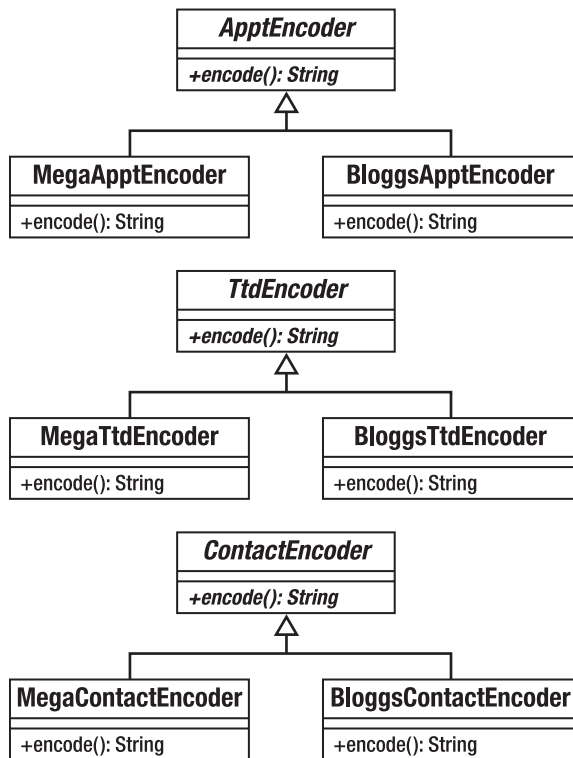 ApptEncoder
+encode(): String
MegaApptEncoder
BloggsApptEncoder
+encode(): String
+encode(): String
TtdEncoder
+encode(): String
MegaTtdEncoder
BloggsTtdEncoder
+encode(): String
+encode(): String
ContactEncoder
+encode(): String
MegaContactEncoder
BloggsContactEncoder
+encode(): String
+encode(): String